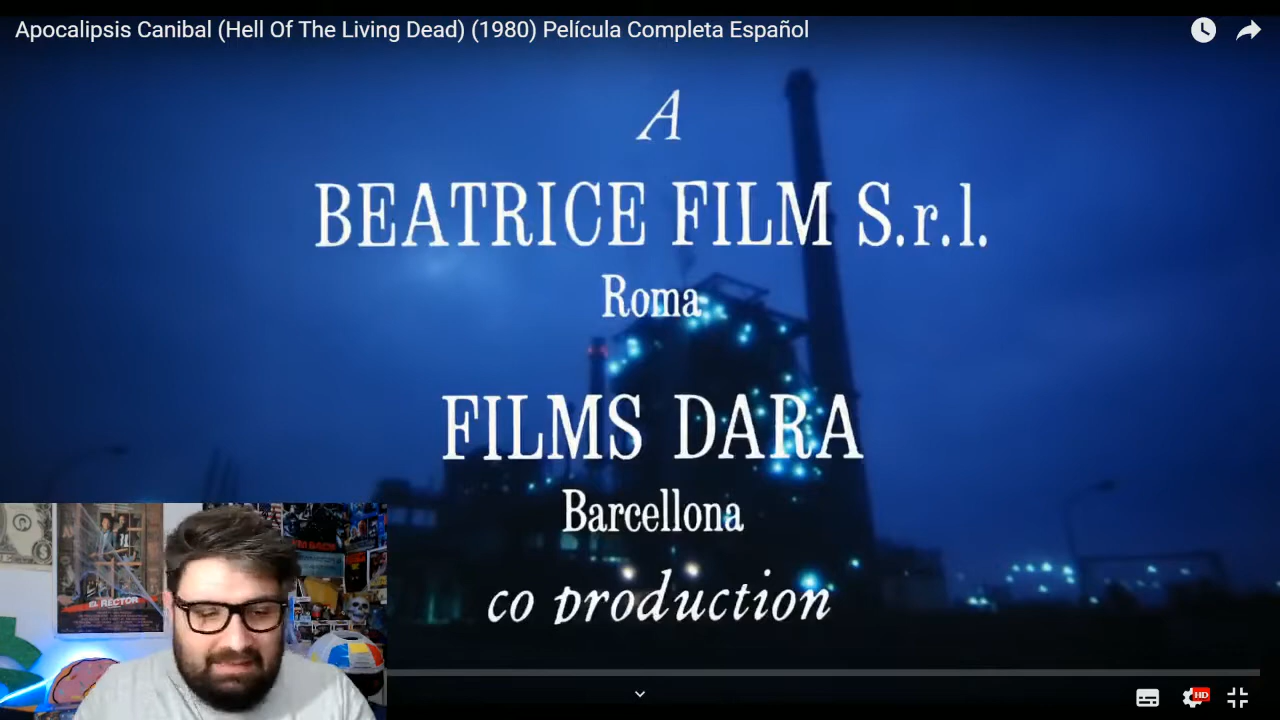 Apocalipsis Canibal (Hell Of The Living Dead) (1980) Película Completa Español
A
BEATRICE FILM S.r.l.
Roma
FILMS DARA
Barcellona
co production
EL RECTOR
HD